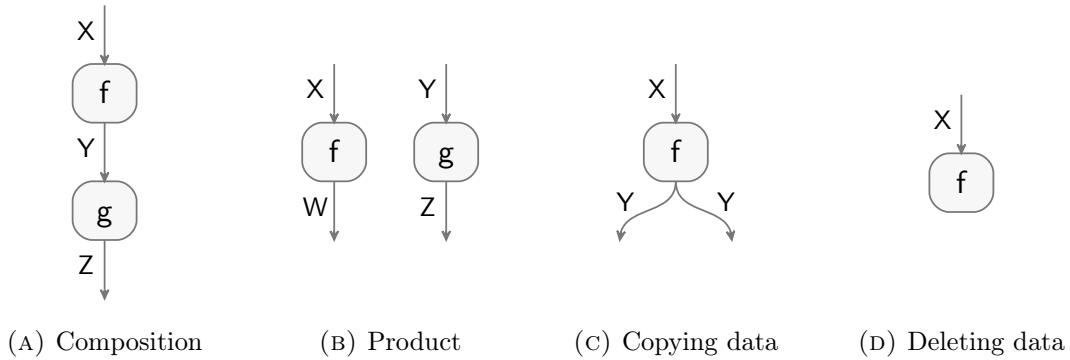 X
f
Y
g
Z
(A) Composition
X
f
W
Y
g
Z
(B) Product
X
f
Y Y
(C) Copying data
X
f
(D) Deleting data